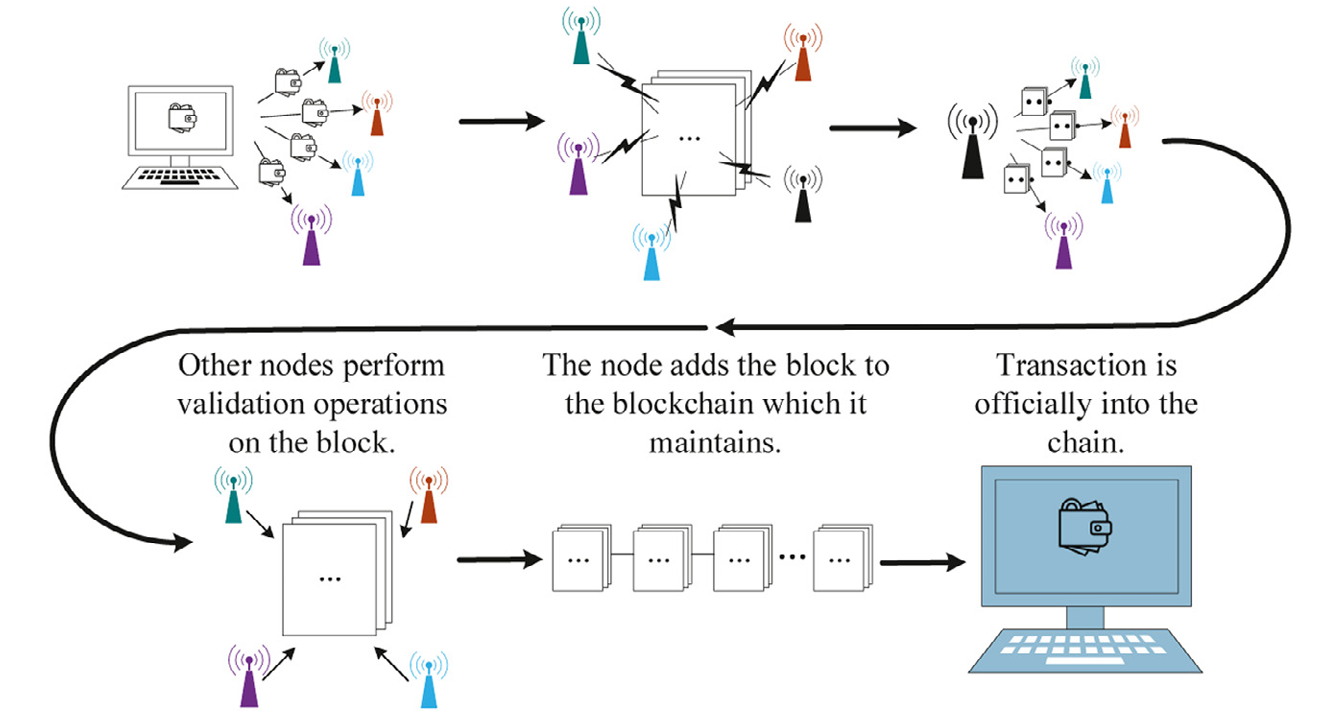 Other nodes perform
validation operations
on the block.
The node adds the block to
the blockchain which it
maintains.
Transaction is
officially into the
chain.